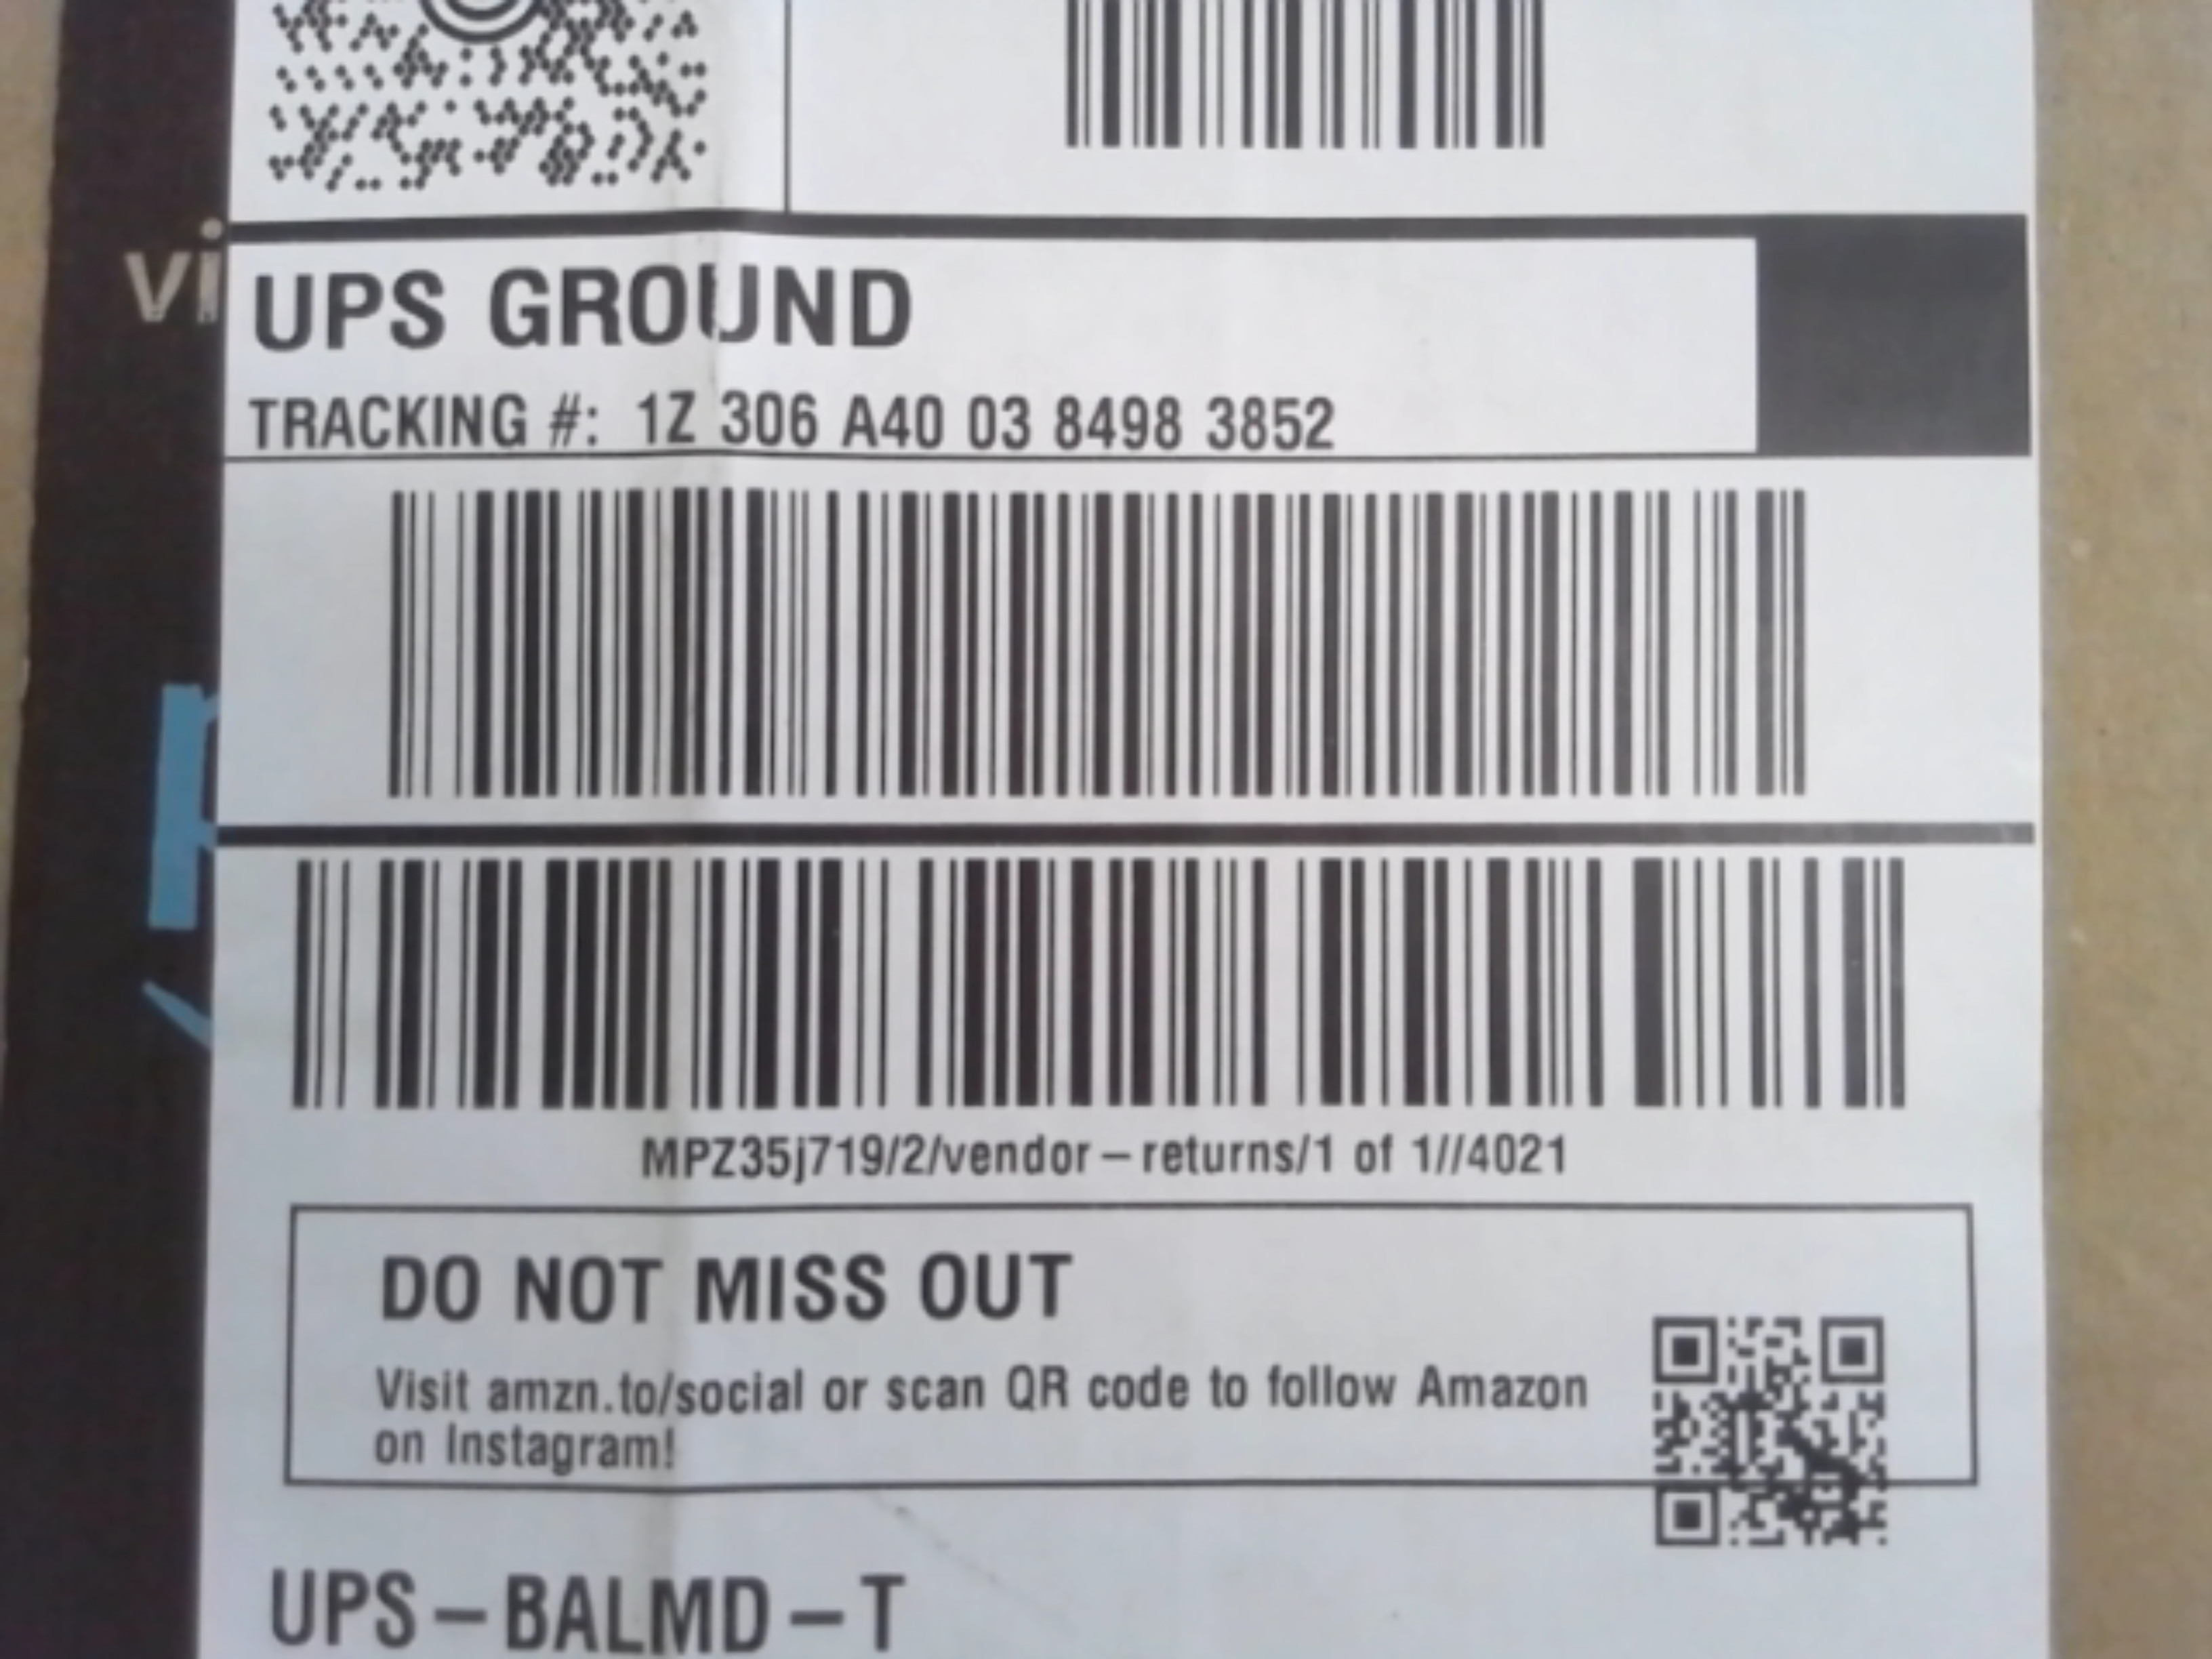 vi
UPS GROUND
TRACKING #: 1Z 306 A40 03 8498 3852
MPZ35j719/2/vendor-returns/1 of 1//4021
DO NOT MISS OUT
Visit amzn.to/social or scan QR code to follow Amazon
on Instagram!
UPS-BALMD-T